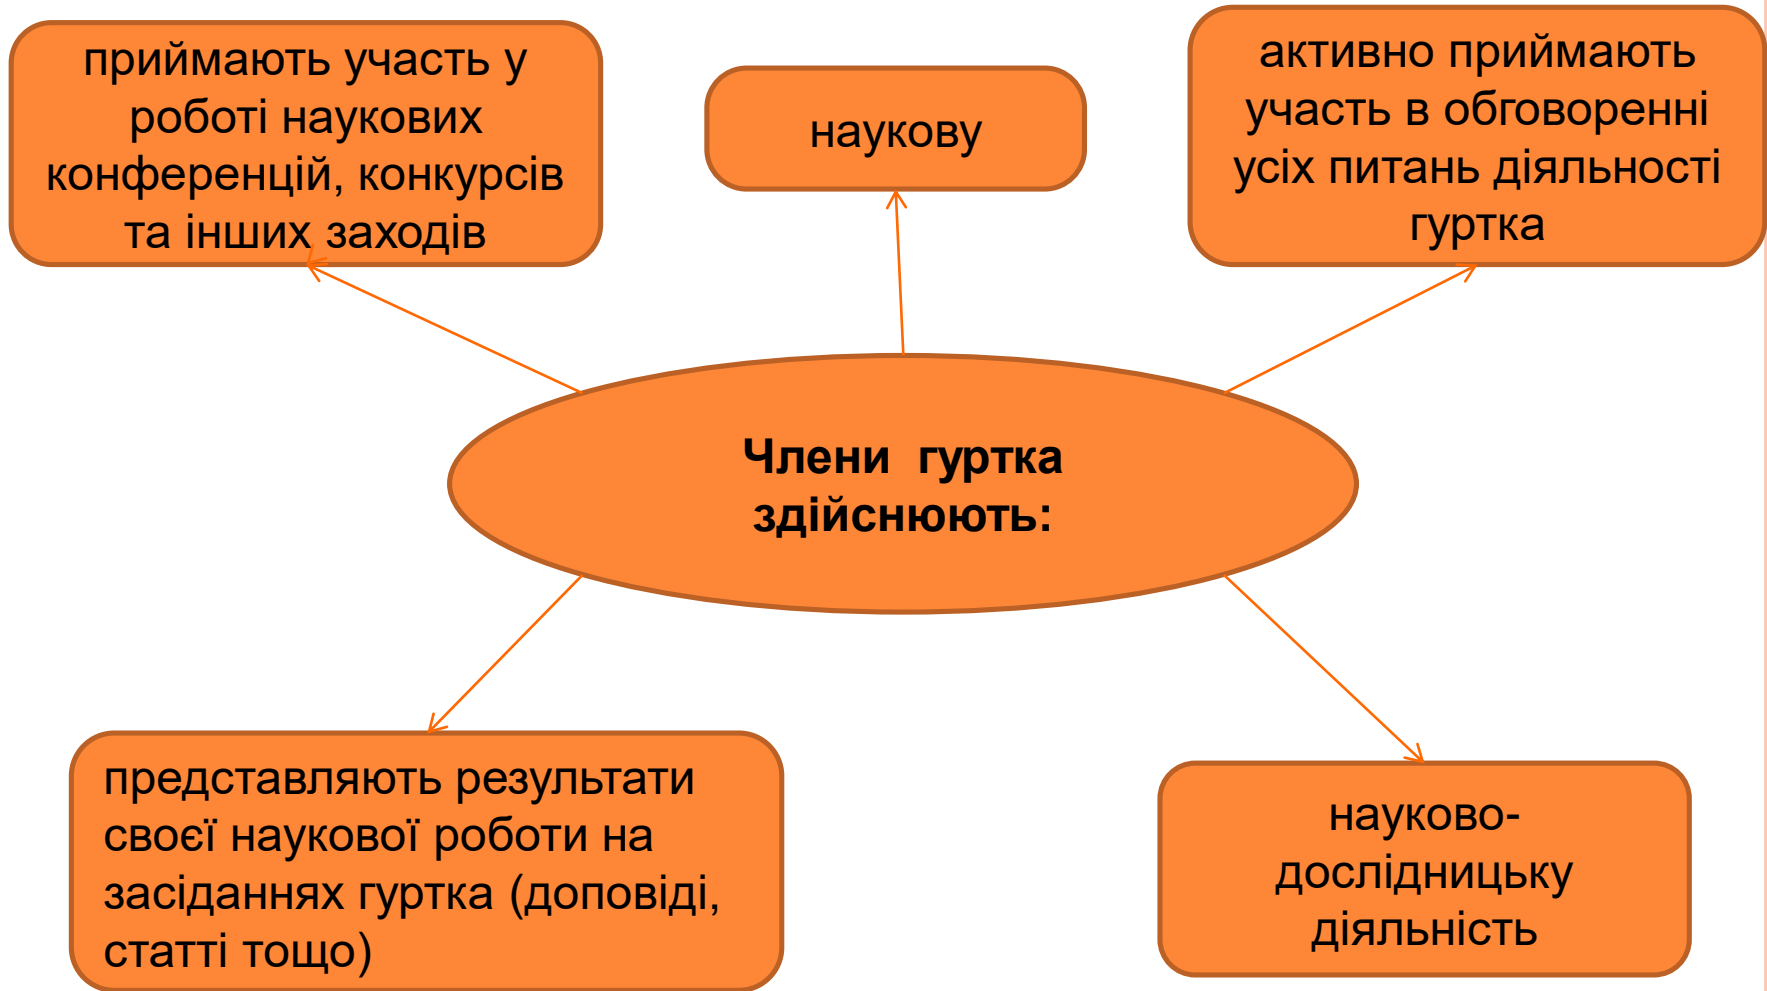 приймають участь у
роботі наукових
конференцій, конкурсів
та інших заходів
наукову
активно приймають
участь в обговоренні
усіх питань діяльності
гуртка
Члени гуртка
здійснюють:
представляють результати
своєї наукової роботи на
засіданнях гуртка (доповіді,
статті тощо)
науково-
дослідницьку
діяльність